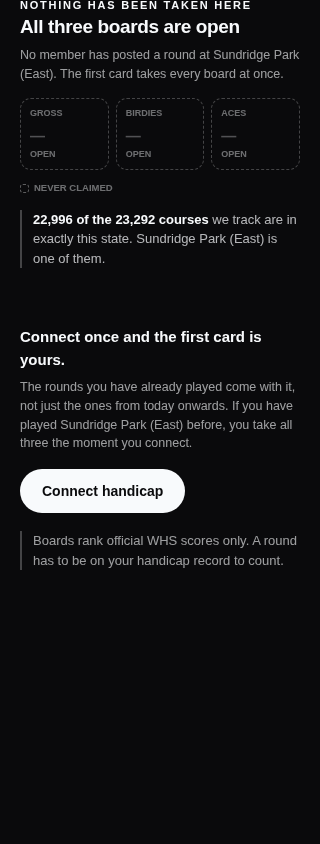 NOTHING HAS BEEN TAKEN HERE
All three boards are open
No member has posted a round at Sundridge Park
(East). The first card takes every board at once.
GROSS BIRDIES ACES
— — —
OPEN OPEN OPEN
NEVER CLAIMED
22,996 of the 23,292 courses we track are in
exactly this state. Sundridge Park (East) is
one of them.
Connect once and the first card is
yours.
The rounds you have already played come with it,
not just the ones from today onwards. If you have
played Sundridge Park (East) before, you take all
three the moment you connect.
Connect handicap
Boards rank official WHS scores only. A round
has to be on your handicap record to count.